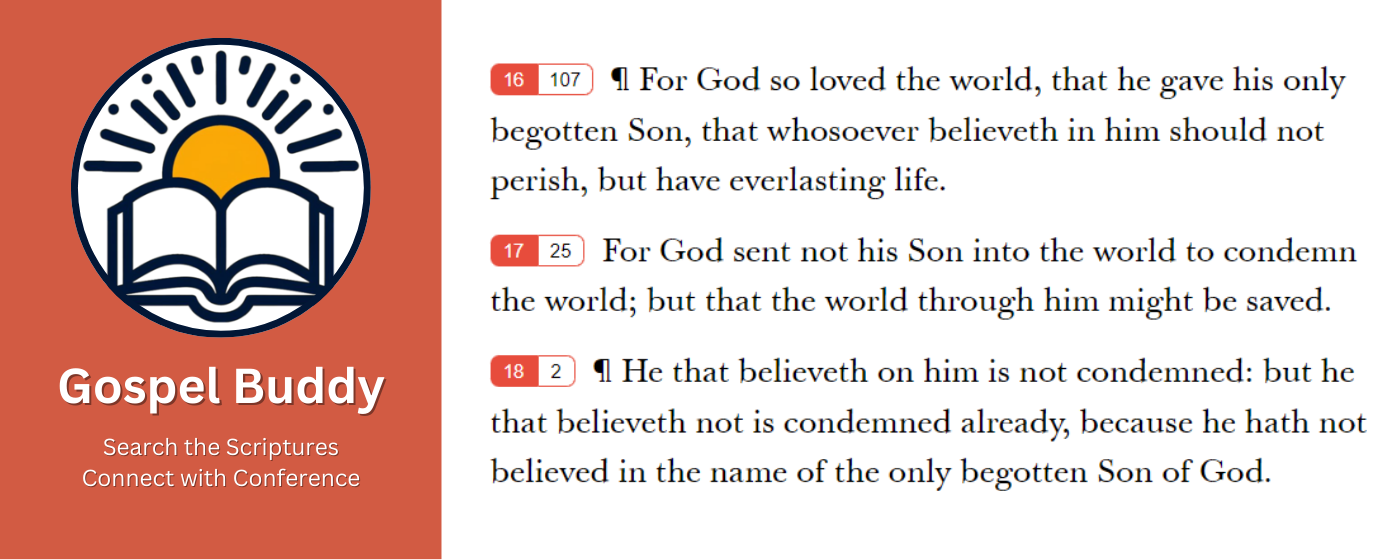 Gospel Buddy
Search the Scriptures
Connect with Conference
16 107 ¶ For God so loved the world, that he gave his only
begotten Son, that whosoever believeth in him should not
perish, but have everlasting life.
17 25 For God sent not his Son into the world to condemn
the world; but that the world through him might be saved.
18 2 ¶ He that believeth on him is not condemned: but he
that believeth not is condemned already, because he hath not
believed in the name of the only begotten Son of God.